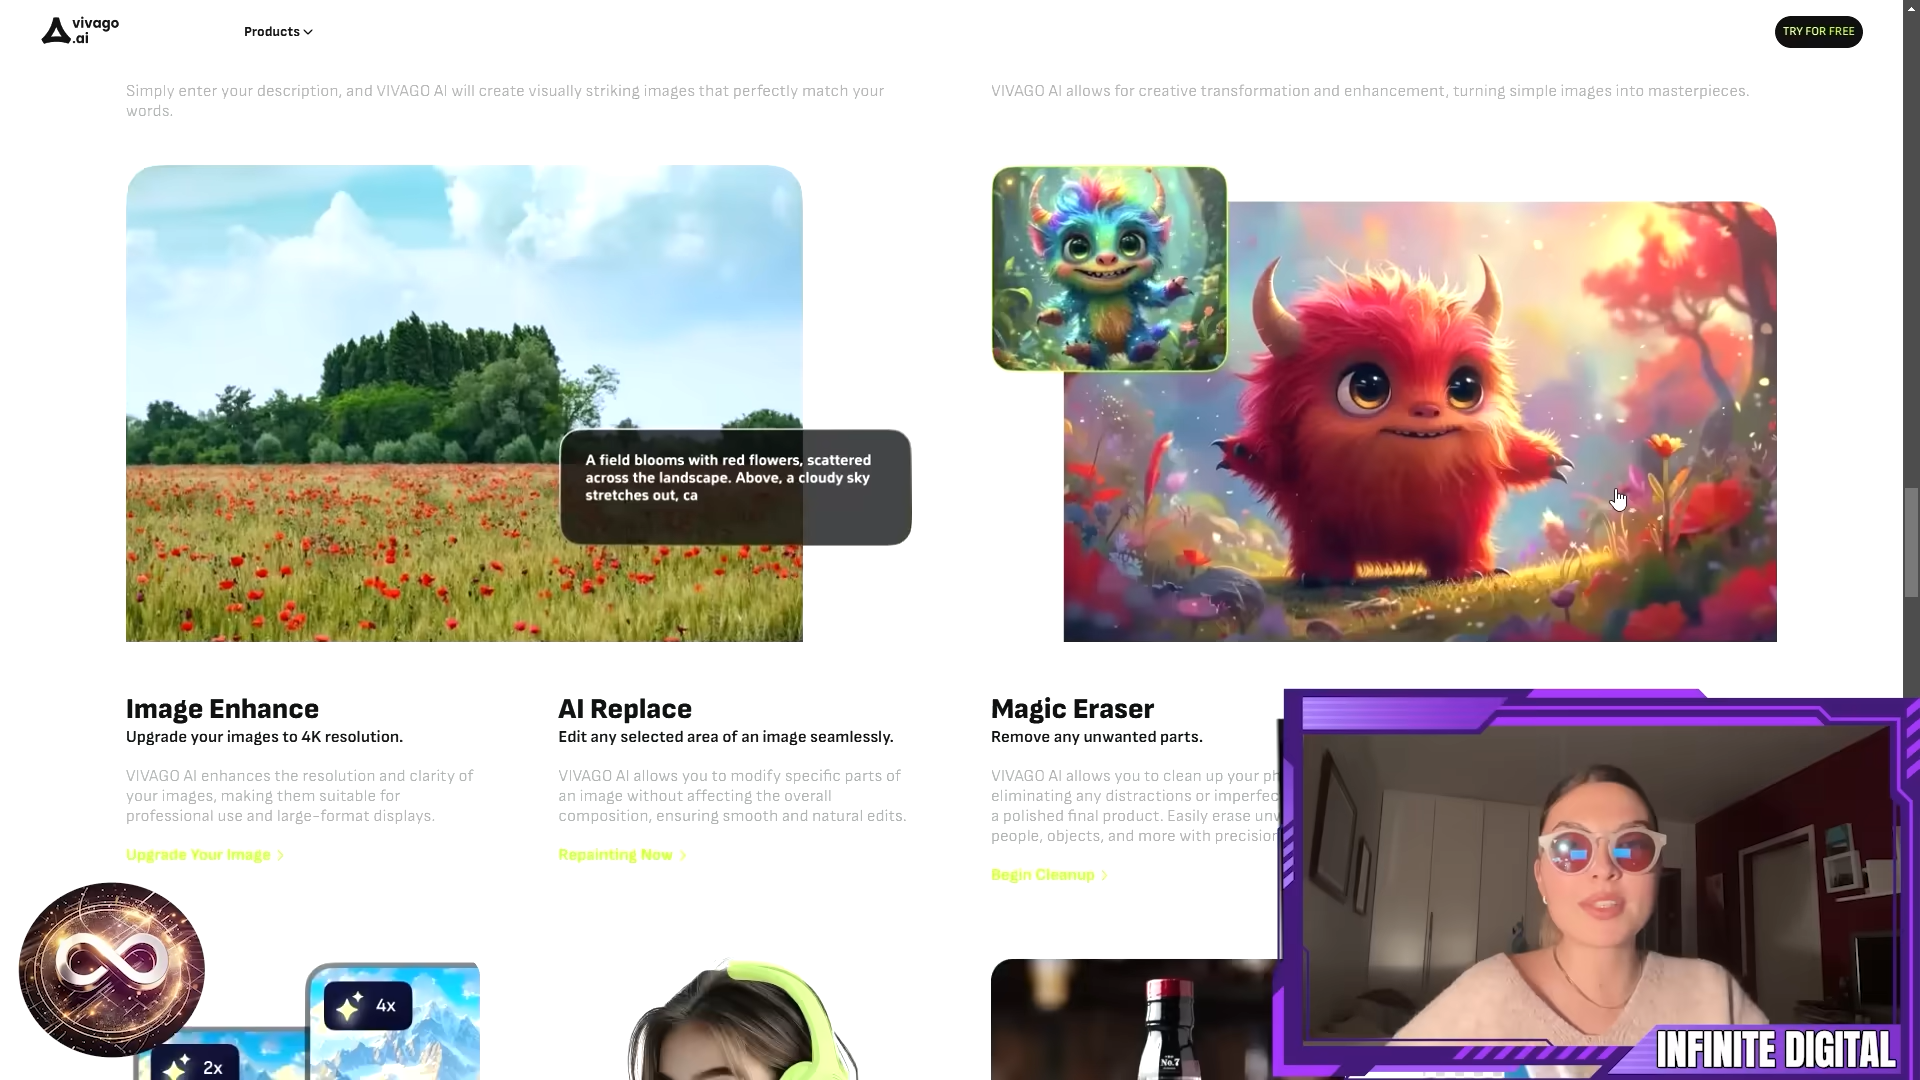 vivago
.ai
Products
TRY FOR FREE
Simply enter your description, and VIVAGO AI will create visually striking images that perfectly match your
words.
VIVAGO AI allows for creative transformation and enhancement, turning simple images into masterpieces.
A field blooms with red flowers, scattered
across the landscape. Above, a cloudy sky
stretches out, ca
Image Enhance
Upgrade your images to 4K resolution.
VIVAGO AI enhances the resolution and clarity of
your images, making them suitable for
professional use and large-format displays.
Upgrade Your Image
AI Replace
Edit any selected area of an image seamlessly.
VIVAGO AI allows you to modify specific parts of
an image without affecting the overall
composition, ensuring smooth and natural edits.
Repainting Now
Magic Eraser
Remove any unwanted parts.
VIVAGO AI allows you to clean up your ph
eliminating any distractions or imperfec
a polished final product. Easily erase unw
people, objects, and more with precision
Begin Cleanup
4x
2x
No.7
INFINITE DIGITAL